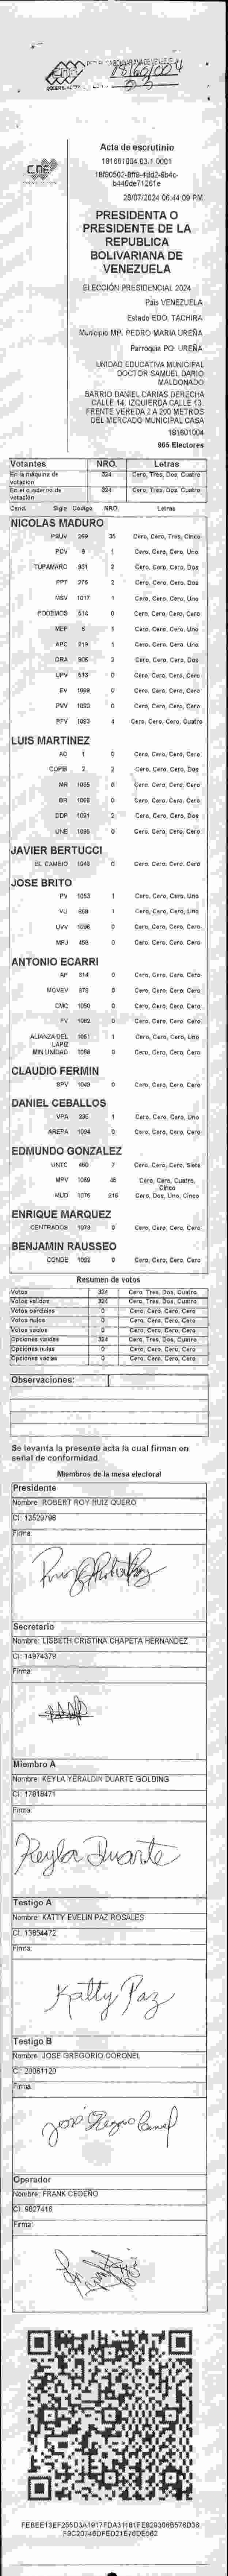 CNE
Acta de escrutinio
181601004.03.1.0001
28/07/2024 06:44:09 PM
PRESIDENTA O
PRESIDENTE DE LA
REPUBLICA
BOLIVARIANA DE
VENEZUELA
ELECCIÓN PRESIDENCIAL 2024
País VENEZUELA
Estado EDO. TACHIRA
Municipio MP. PEDRO MARIA UREÑA
Parroquia PQ. UREÑA
UNIDAD EDUCATIVA MUNICIPAL
DOCTOR SAMUEL DARIO
MALDONADO
BARRIO DANIEL CARIAS DERECHA
CALLE 14. IZQUIERDA CALLE 13.
FRENTE VEREDA 2 A 200 METROS
DEL MERCADO MUNICIPAL CASA
181601004
965 Electores
Votantes NRO. Letras
En la máquina de votación 324 Cero, Tres, Dos, Cuatro
En el cuaderno de votación 324 Cero, Tres, Dos, Cuatro
Cand. Sigla Código NRO. Letras
NICOLAS MADURO
PSUV 269 35 Cero, Cero, Tres, Cinco
PCV 9 1 Cero, Cero, Cero, Uno
TUPAMARO 931 2 Cero, Cero, Cero, Dos
PPT 276 2 Cero, Cero, Cero, Dos
MSV 1017 1 Cero, Cero, Cero, Uno
PODEMOS 514 0 Cero, Cero, Cero, Cero
MEP 6 1 Cero, Cero, Cero, Uno
APC 219 1 Cero, Cero, Cero, Uno
ORA 905 2 Cero, Cero, Cero, Dos
UPV 513 0 Cero, Cero, Cero, Cero
EV 1089 0 Cero, Cero, Cero, Cero
PVV 1090 0 Cero, Cero, Cero, Cero
PFV 1093 4 Cero, Cero, Cero, Cuatro
LUIS MARTINEZ
AD 1 0 Cero, Cero, Cero, Cero
COPEI 2 2 Cero, Cero, Cero, Dos
MR 1065 0 Cero, Cero, Cero, Cero
BR 1066 0 Cero, Cero, Cero, Cero
DDP 1091 2 Cero, Cero, Cero, Dos
UNE 1095 0 Cero, Cero, Cero, Cero
JAVIER BERTUCCI
EL CAMBIO 1048 0 Cero, Cero, Cero, Cero
JOSE BRITO
PV 1053 1 Cero, Cero, Cero, Uno
VU 868 1 Cero, Cero, Cero, Uno
UVV 1096 0 Cero, Cero, Cero, Cero
MPJ 458 0 Cero, Cero, Cero, Cero
ANTONIO ECARRI
AP 814 0 Cero, Cero, Cero, Cero
MOVEV 878 0 Cero, Cero, Cero, Cero
CMC 1050 0 Cero, Cero, Cero, Cero
FV 1062 0 Cero, Cero, Cero, Cero
ALIANZA DEL LAPIZ 1051 1 Cero, Cero, Cero, Uno
MIN UNIDAD 1068 0 Cero, Cero, Cero, Cero
CLAUDIO FERMIN
SPV 1049 0 Cero, Cero, Cero, Cero
DANIEL CEBALLOS
VPA 236 1 Cero, Cero, Cero, Uno
AREPA 1094 0 Cero, Cero, Cero, Cero
EDMUNDO GONZALEZ
UNTC 460 7 Cero, Cero, Cero, Siete
MPV 1069 45 Cero, Cero, Cuatro, Cinco
MUD 1075 215 Cero, Dos, Uno, Cinco
ENRIQUE MARQUEZ
CENTRADOS 1073 0 Cero, Cero, Cero, Cero
BENJAMIN RAUSSEO
CONDE 1092 0 Cero, Cero, Cero, Cero
Resumen de votos
Votos 324 Cero, Tres, Dos, Cuatro
Votos validos 324 Cero, Tres, Dos, Cuatro
Votos parciales 0 Cero, Cero, Cero, Cero
Votos nulos 0 Cero, Cero, Cero, Cero
Votos vacios 0 Cero, Cero, Cero, Cero
Opciones validas 324 Cero, Tres, Dos, Cuatro
Opciones nulas 0 Cero, Cero, Cero, Cero
Opciones vacias 0 Cero, Cero, Cero, Cero
Observaciones:
Se levanta la presente acta la cual firman en
señal de conformidad.
Miembros de la mesa electoral
Presidente
Nombre: ROBERT ROY RUIZ QUERO
CI: 13529798
Firma:
Secretario
Nombre: LISBETH CRISTINA CHAPETA HERNANDEZ
CI: 14974379
Firma:
Miembro A
Nombre: KEYLA YERALDIN DUARTE GOLDING
CI: 17818471
Firma:
Keyla Duarte
Testigo A
Nombre: KATTY EVELIN PAZ ROSALES
CI: 13854472
Firma:
Katty Paz
Testigo B
Nombre: JOSE GREGORIO CORONEL
CI: 20061120
Firma:
Operador
Nombre: FRANK CEDEÑO
CI: 9827416
Firma: